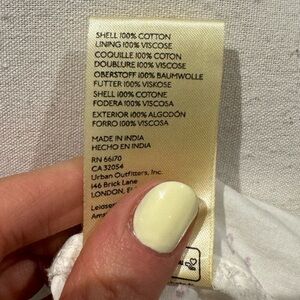 SHELL 100% COTTON
LINING 100% VISCOSE
COQUILLE 100% COTON
DOUBLURE 100% VISCOSE
OBERSTOFF 100% BAUMWOLLE
FUTTER 100% VISKOSE
SHELL 100% COTONE
FODERA 100% VISCOSA
EXTERIOR 100% ALGODÓN
FORRO 100% VISCOSA
MADE IN INDIA
HECHO EN INDIA
RN 66170
CA 32054
Urban Outfitters, Inc.
146 Brick Lane
LONDON,